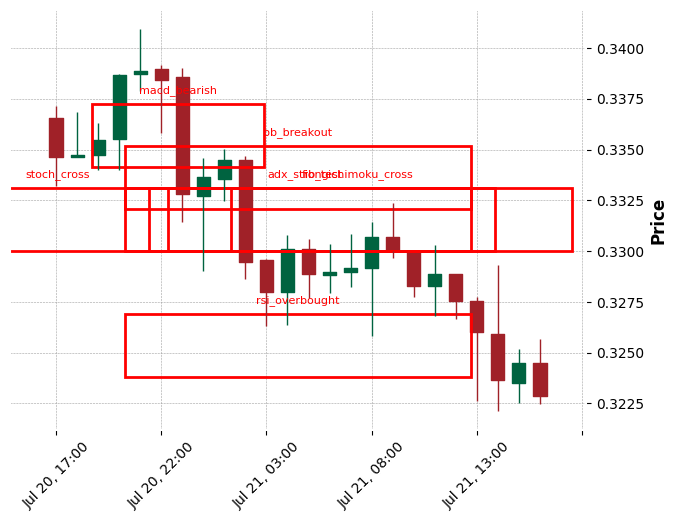 0.3400
macd_bearish
0.3375
bb_breakout
0.3350
stoch_cross
0.3325
0.3300
rsi_overbought
0.3275
0.3250
0.3225
Price
Jul 20, 17:00
Jul 20, 22:00
Jul 21, 03:00
Jul 21, 08:00
Jul 21, 13:00